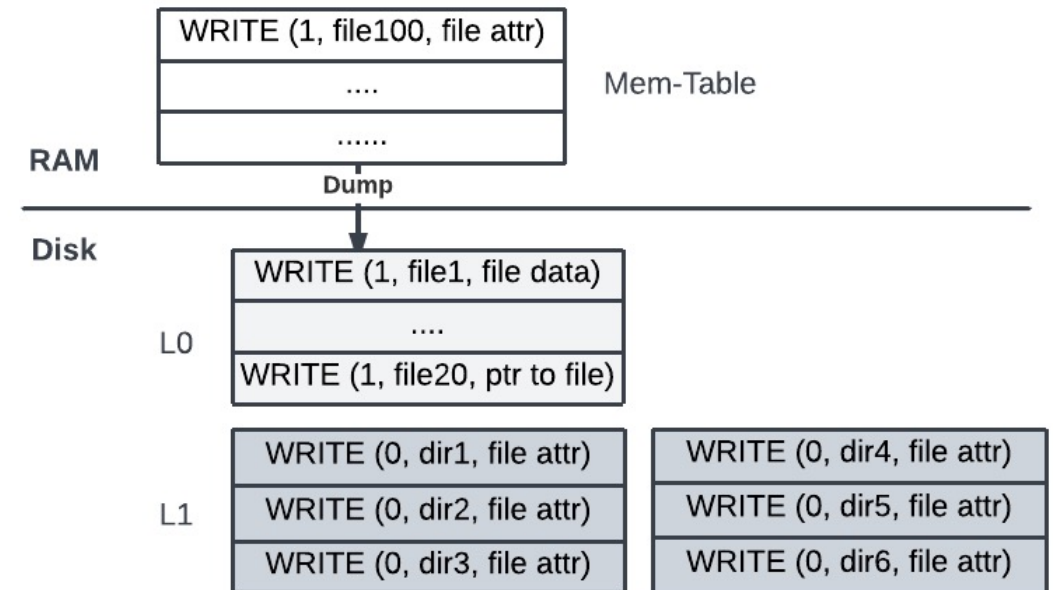 WRITE (1, file100, file attr)
....
Mem-Table
......
RAM
Dump
Disk
WRITE (1, file1, file data)
....
L0
WRITE (1, file20, ptr to file)
WRITE (0, dir1, file attr)
WRITE (0, dir4, file attr)
L1
WRITE (0, dir2, file attr)
WRITE (0, dir5, file attr)
WRITE (0, dir3, file attr)
WRITE (0, dir6, file attr)